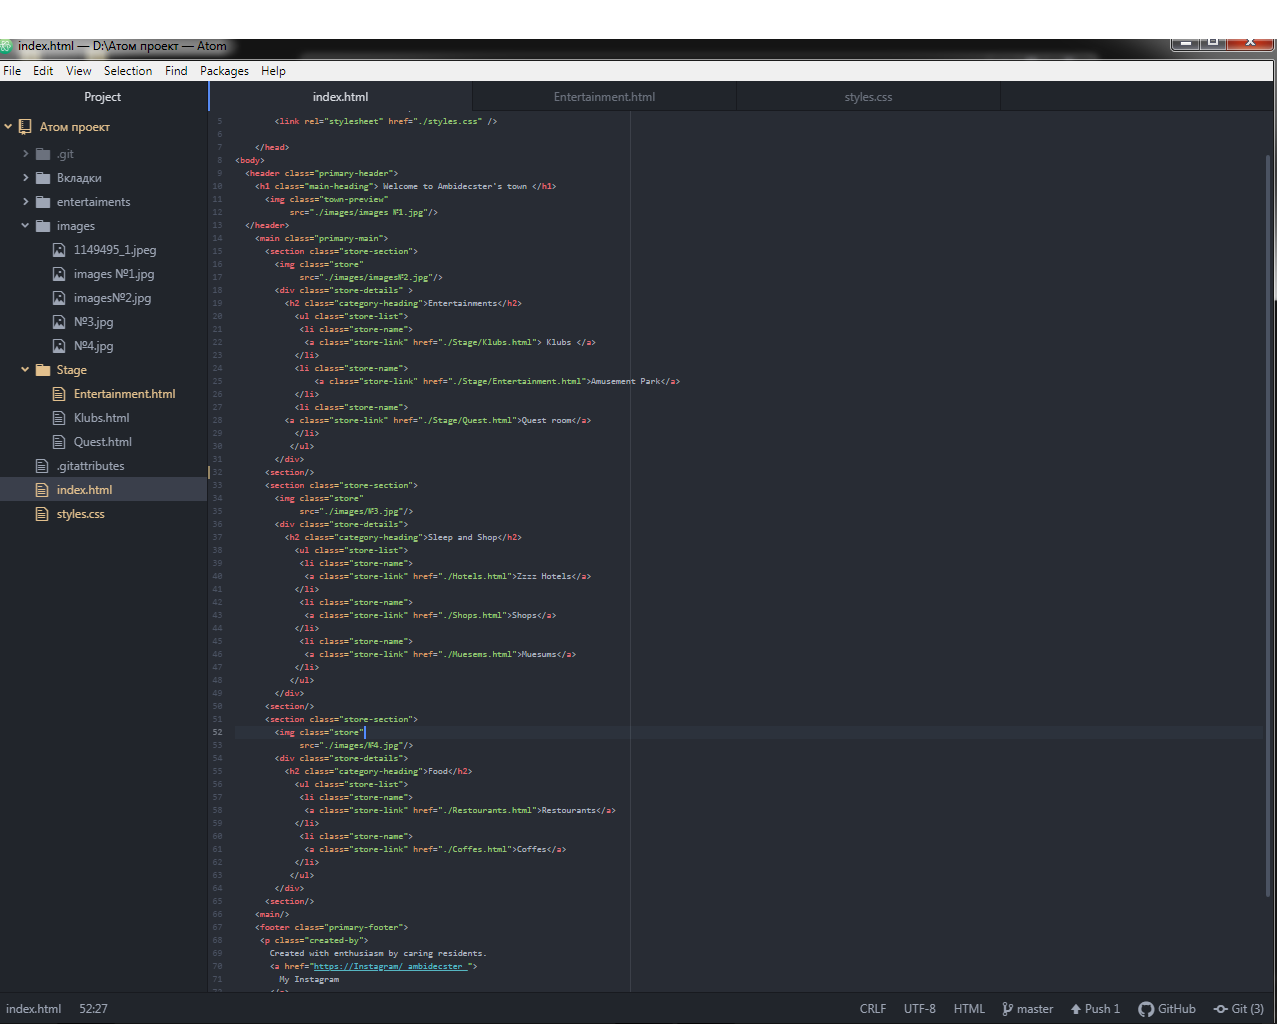 index.html — D:\Атом проект — Atom
File Edit View Selection Find Packages Help
Project
index.html
Entertainment.html
styles.css
Атом проект
.git
Вкладки
entertaiments
images
1149495_1.jpeg
images №1.jpg
images№2.jpg
№3.jpg
№4.jpg
Stage
Entertainment.html
Klubs.html
Quest.html
.gitattributes
index.html
styles.css
5 <link rel="stylesheet" href="./styles.css" />
6
7 </head>
8 <body>
9 <header class="primary-header">
10 <h1 class="main-heading"> Welcome to Ambidecster's town </h1>
11 <img class="town-preview"
12 src="./images/images №1.jpg"/>
13 </header>
14 <main class="primary-main">
15 <section class="store-section">
16 <img class="store"
17 src="./images/images№2.jpg"/>
18 <div class="store-details" >
19 <h2 class="category-heading">Entertainments</h2>
20 <ul class="store-list">
21 <li class="store-name">
22 <a class="store-link" href="./Stage/Klubs.html"> Klubs </a>
23 </li>
24 <li class="store-name">
25 <a class="store-link" href="./Stage/Entertainment.html">Amusement Park</a>
26 </li>
27 <li class="store-name">
28 <a class="store-link" href="./Stage/Quest.html">Quest room</a>
29 </li>
30 </ul>
31 </div>
32 <section/>
33 <section class="store-section">
34 <img class="store"
35 src="./images/№3.jpg"/>
36 <div class="store-details">
37 <h2 class="category-heading">Sleep and Shop</h2>
38 <ul class="store-list">
39 <li class="store-name">
40 <a class="store-link" href="./Hotels.html">Zzzz Hotels</a>
41 </li>
42 <li class="store-name">
43 <a class="store-link" href="./Shops.html">Shops</a>
44 </li>
45 <li class="store-name">
46 <a class="store-link" href="./Muesems.html">Muesums</a>
47 </li>
48 </ul>
49 </div>
50 <section/>
51 <section class="store-section">
52 <img class="store"
53 src="./images/№4.jpg"/>
54 <div class="store-details">
55 <h2 class="category-heading">Food</h2>
56 <ul class="store-list">
57 <li class="store-name">
58 <a class="store-link" href="./Restourants.html">Restourants</a>
59 </li>
60 <li class="store-name">
61 <a class="store-link" href="./Coffes.html">Coffes</a>
62 </li>
63 </ul>
64 </div>
65 <section/>
66 <main/>
67 <footer class="primary-footer">
68 <p class="created-by">
69 Created with enthusiasm by caring residents.
70 <a href="https://Instagram/_ambidecster_">
71 My Instagram
index.html 52:27
CRLF UTF-8 HTML master Push 1 GitHub Git (3)